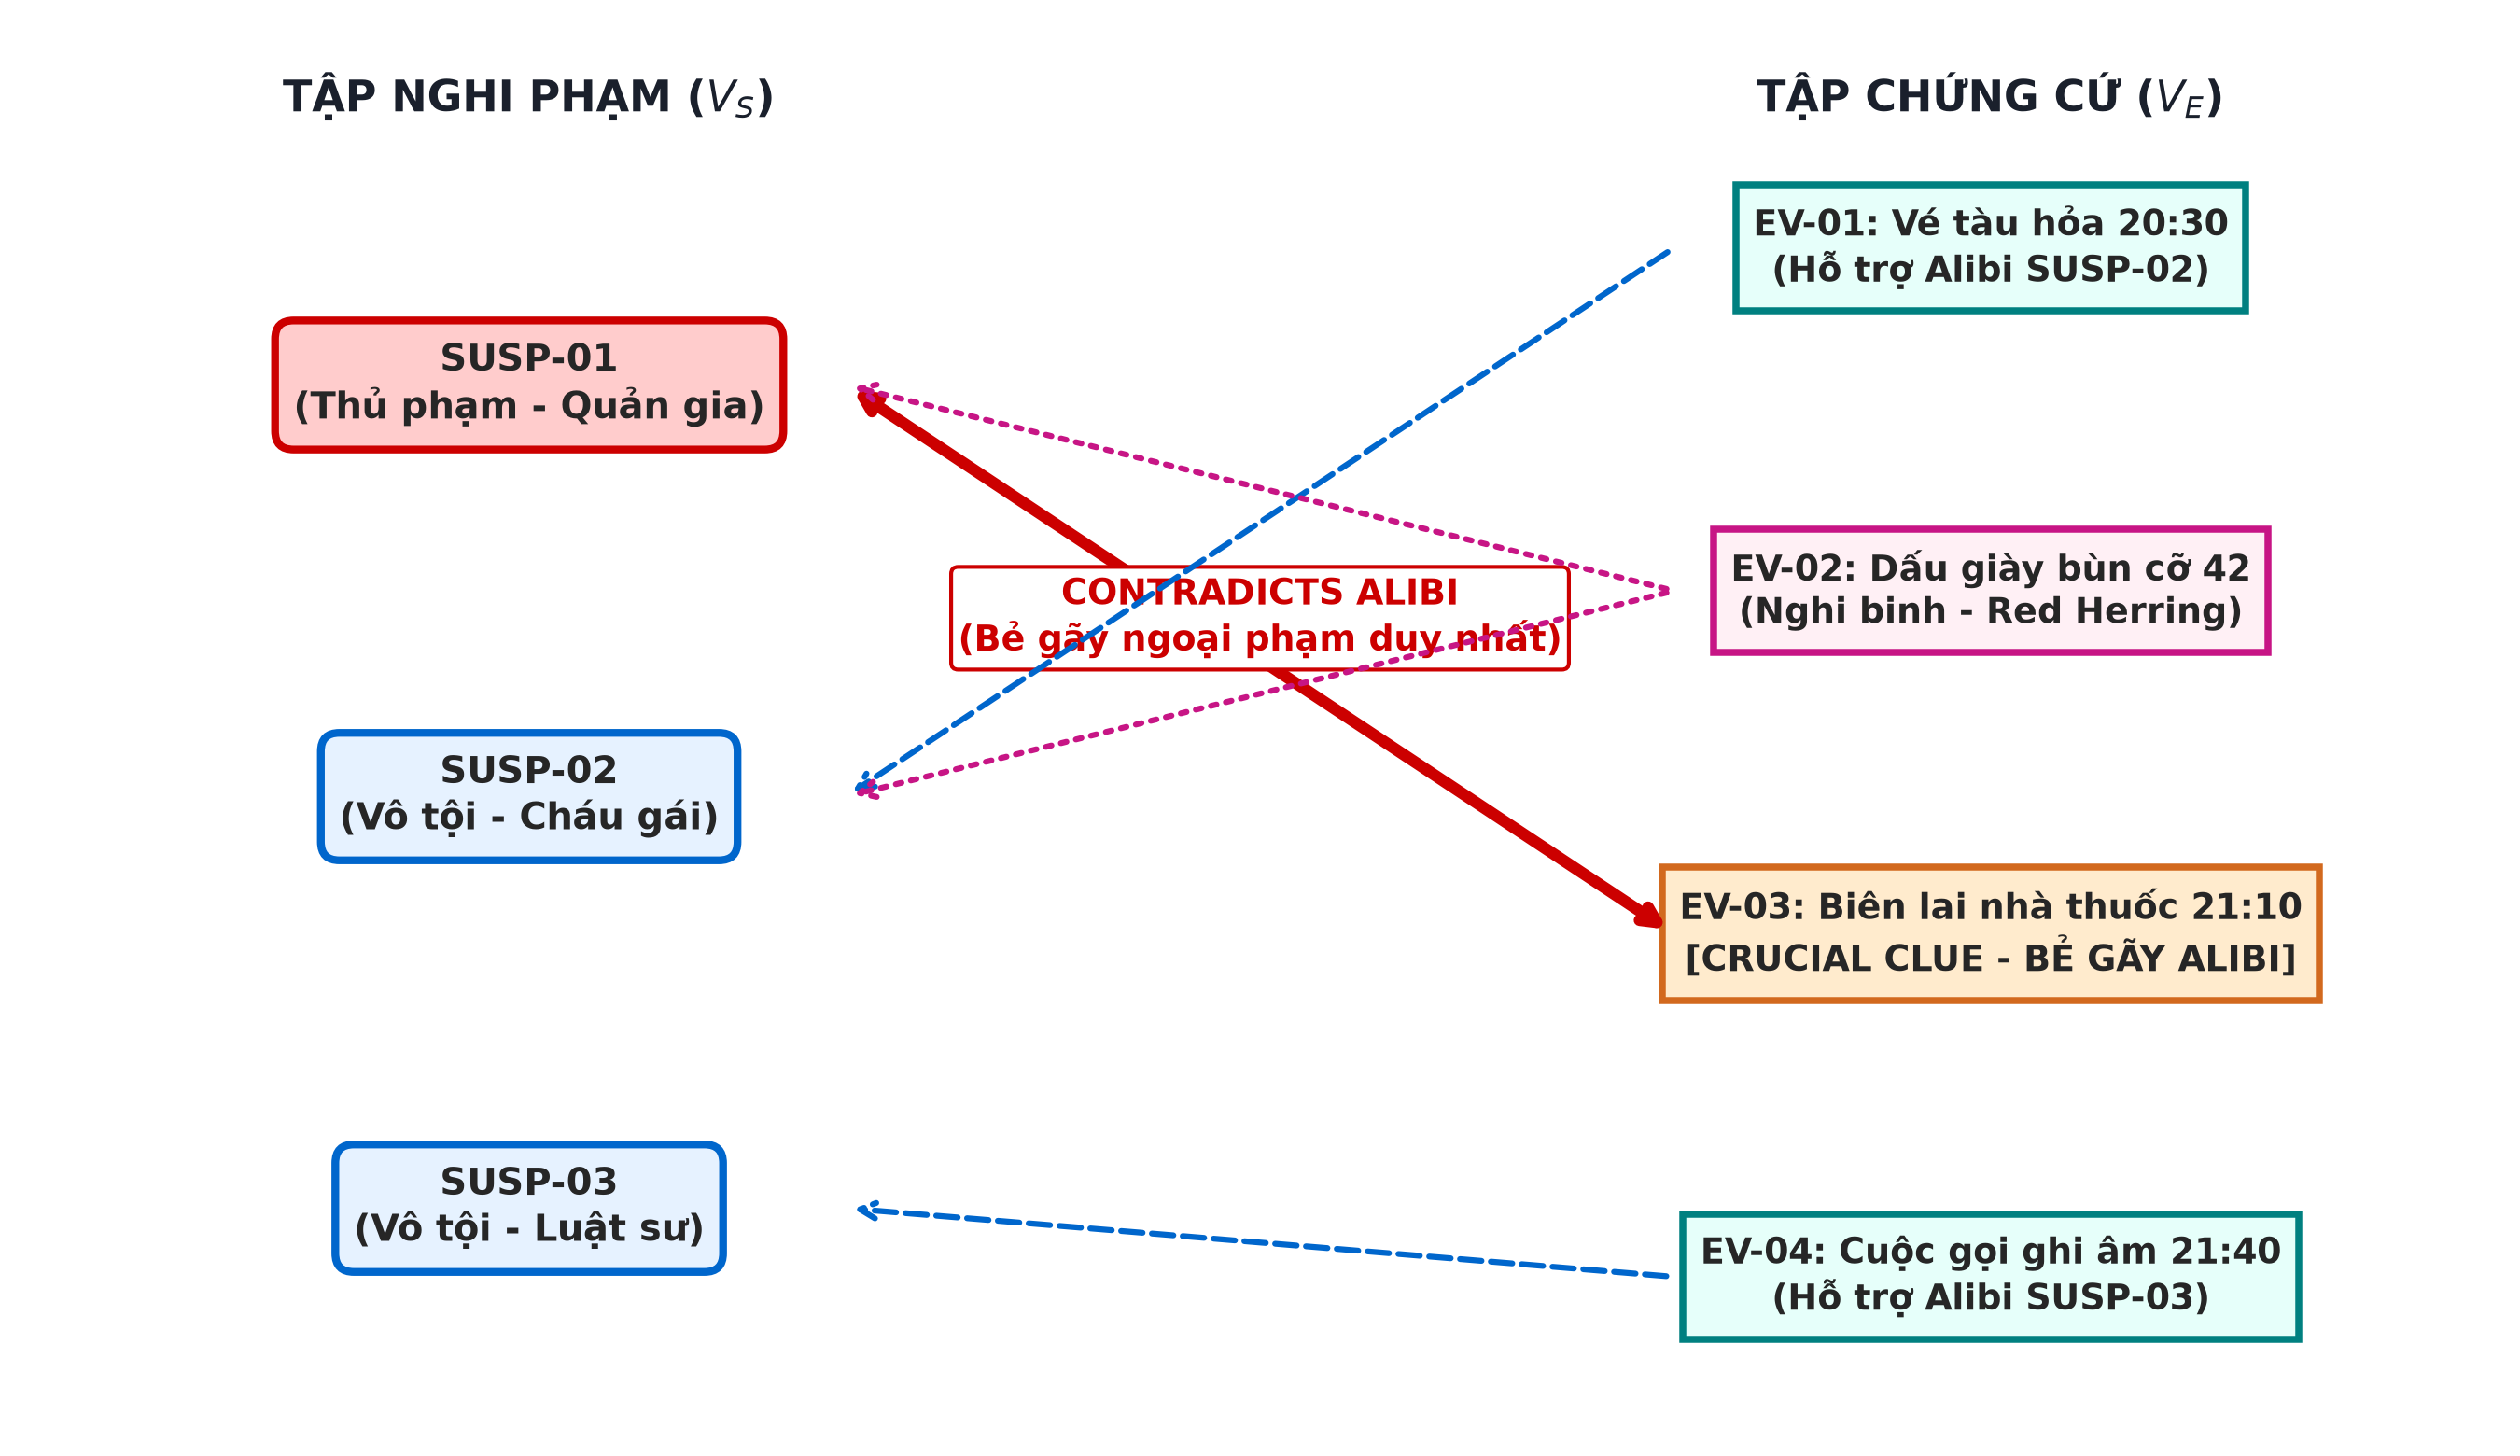 TẬP NGHI PHẠM (V_S)
SUSP-01
(Thủ phạm - Quản gia)
SUSP-02
(Vô tội - Cháu gái)
SUSP-03
(Vô tội - Luật sư)
CONTRADICTS ALIBI
(Bẻ gãy ngoại phạm duy nhất)
TẬP CHỨNG CỨ (V_E)
EV-01: Vé tàu hỏa 20:30
(Hỗ trợ Alibi SUSP-02)
EV-02: Dấu giày bùn cỡ 42
(Nghi binh - Red Herring)
EV-03: Biên lai nhà thuốc 21:10
[CRUCIAL CLUE - BẺ GÃY ALIBI]
EV-04: Cuộc gọi ghi âm 21:40
(Hỗ trợ Alibi SUSP-03)